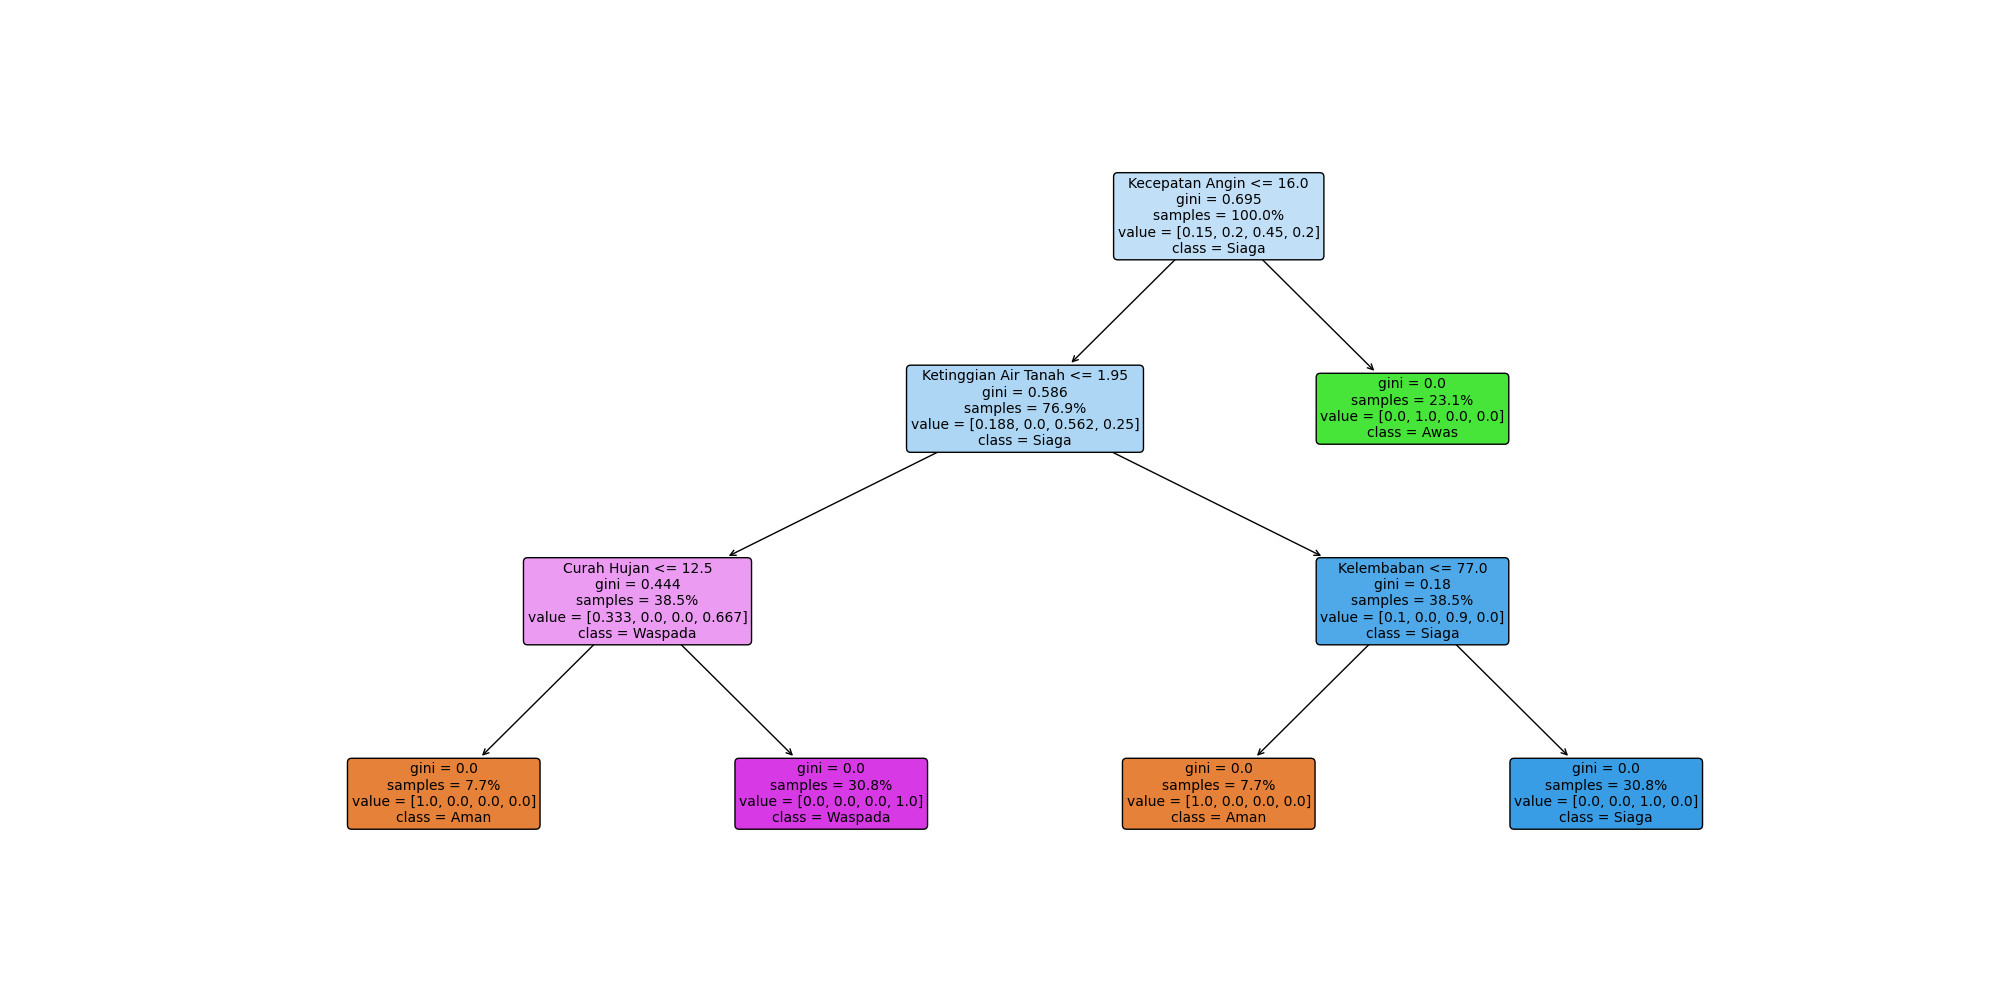 Kecepatan Angin <= 16.0
gini = 0.695
samples = 100.0%
value = [0.15, 0.2, 0.45, 0.2]
class = Siaga
Ketinggian Air Tanah <= 1.95
gini = 0.586
samples = 76.9%
value = [0.188, 0.0, 0.562, 0.25]
class = Siaga
gini = 0.0
samples = 23.1%
value = [0.0, 1.0, 0.0, 0.0]
class = Awas
Curah Hujan <= 12.5
gini = 0.444
samples = 38.5%
value = [0.333, 0.0, 0.0, 0.667]
class = Waspada
Kelembaban <= 77.0
gini = 0.18
samples = 38.5%
value = [0.1, 0.0, 0.9, 0.0]
class = Siaga
gini = 0.0
samples = 7.7%
value = [1.0, 0.0, 0.0, 0.0]
class = Aman
gini = 0.0
samples = 30.8%
value = [0.0, 0.0, 0.0, 1.0]
class = Waspada
gini = 0.0
samples = 7.7%
value = [1.0, 0.0, 0.0, 0.0]
class = Aman
gini = 0.0
samples = 30.8%
value = [0.0, 0.0, 1.0, 0.0]
class = Siaga